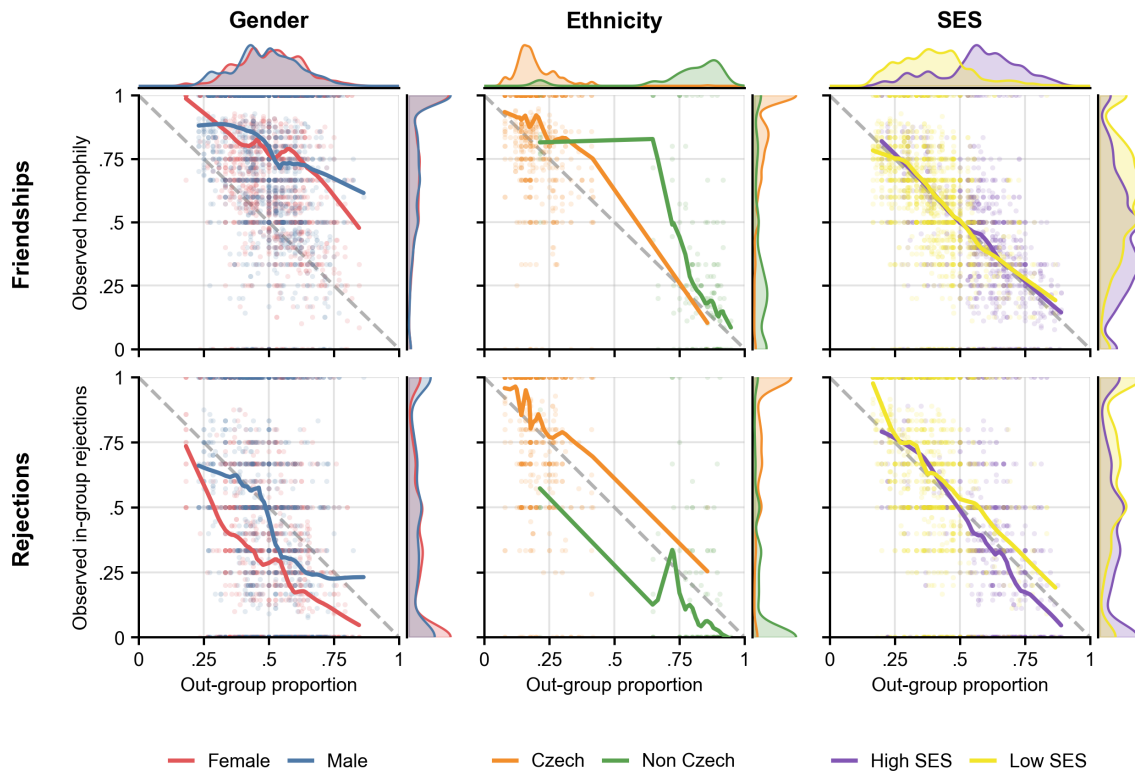 Gender Ethnicity SES
Friendships
Observed homophily
1
.75
.5
.25
0
Rejections
Observed in-group rejections
1
.75
.5
.25
0
0 .25 .5 .75 1 0 .25 .5 .75 1 0 .25 .5 .75 1
Out-group proportion Out-group proportion Out-group proportion
Female Male Czech Non Czech High SES Low SES